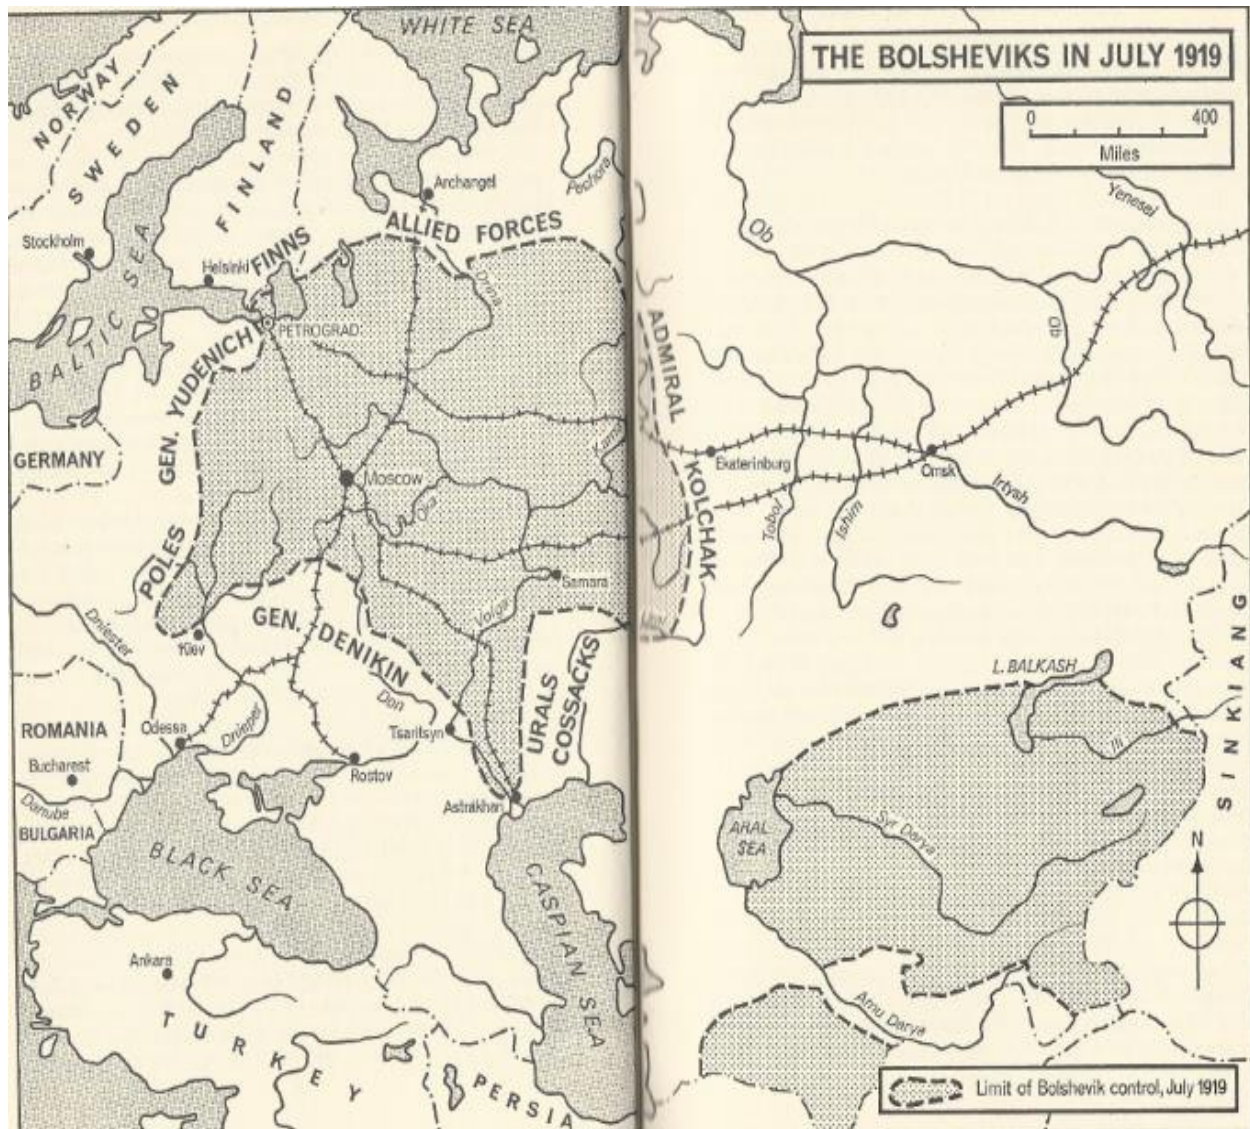 WHITE SEA
THE BOLSHEVIKS IN JULY 1919
0 400
Miles
NORWAY
SWEDEN
FINLAND
Archangel
Pechora
Yenesei
Ob
ALLIED FORCES
Stockholm
Helsinki
FINNS
BALTIC SEA
PETROGRAD
Ob
GEN. YUDENICH
ADMIRAL KOLCHAK
GERMANY
Moscow
Oka
Ekaterinburg
Omsk
Irtysh
Tobol
Ishim
POLES
Samara
Volga
GEN. DENIKIN
Kiev
Dniester
URALS COSSACKS
L. BALKASH
SINKIANG
Don
ROMANIA
Odessa
Dnieper
Tsaritsyn
Ili
Bucharest
Rostov
Astrakhan
Danube
BULGARIA
ARAL SEA
Syr Darya
BLACK SEA
CASPIAN SEA
N
Ankara
Amu Darya
TURKEY
PERSIA
Limit of Bolshevik control, July 1919